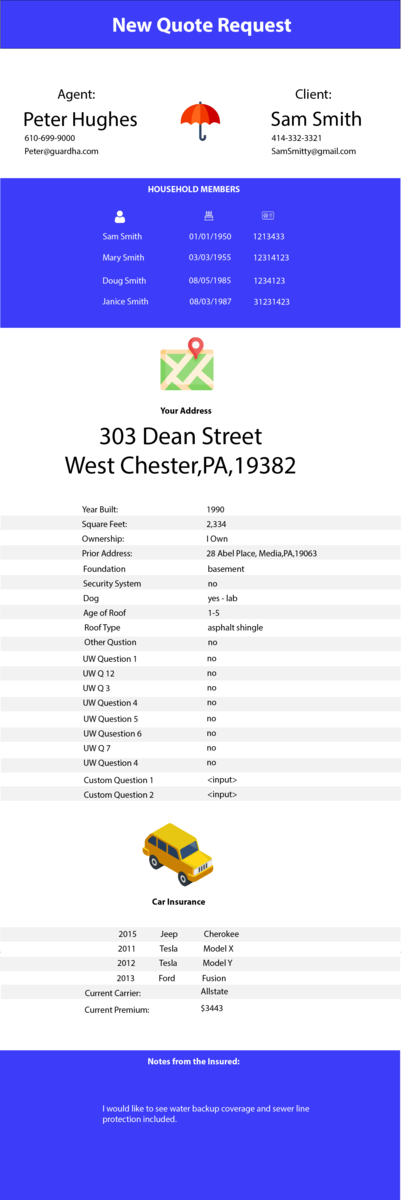 New Quote Request
Agent:
Peter Hughes
610-699-9000
Peter@guardha.com
Client:
Sam Smith
414-332-3321
SamSmitty@gmail.com
HOUSEHOLD MEMBERS
Sam Smith 01/01/1950 1213433
Mary Smith 03/03/1955 12314123
Doug Smith 08/05/1985 1234123
Janice Smith 08/03/1987 31231423
Your Address
303 Dean Street
West Chester,PA,19382
Year Built: 1990
Square Feet: 2,334
Ownership: I Own
Prior Address: 28 Abel Place, Media,PA,19063
Foundation basement
Security System no
Dog yes - lab
Age of Roof 1-5
Roof Type asphalt shingle
Other Qustion no
UW Question 1 no
UW Q 12 no
UW Q 3 no
UW Question 4 no
UW Question 5 no
UW Qusestion 6 no
UW Q 7 no
UW Question 4 no
Custom Question 1 <input>
Custom Question 2 <input>
Car Insurance
2015 Jeep Cherokee
2011 Tesla Model X
2012 Tesla Model Y
2013 Ford Fusion
Current Carrier: Allstate
Current Premium: $3443
Notes from the Insured:
I would like to see water backup coverage and sewer line
protection included.